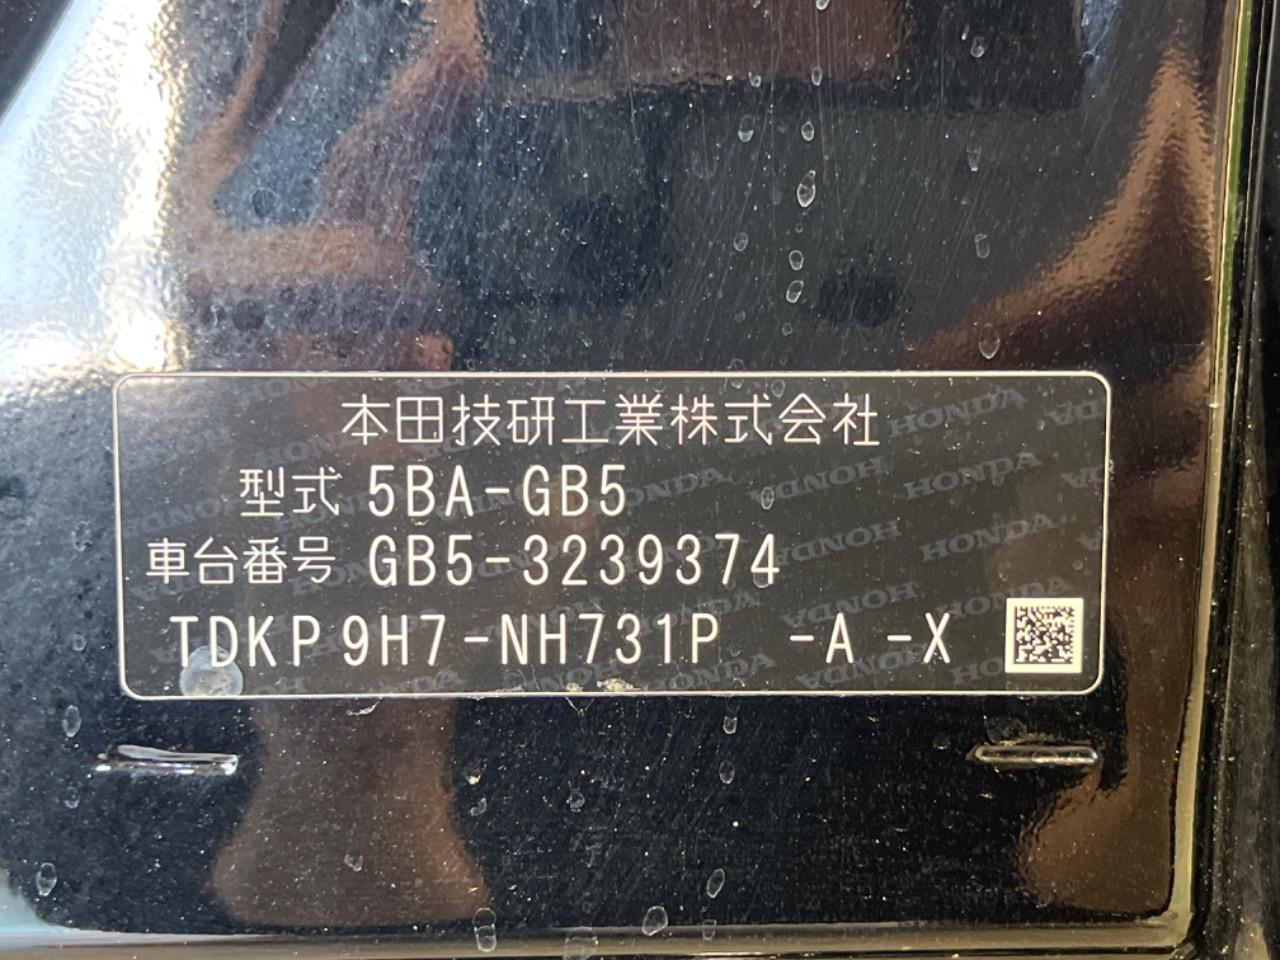 本田技研工業株式会社
型式 5BA-GB5
車台番号 GB5-3239374
TDKP9H7-NH731P -A -X